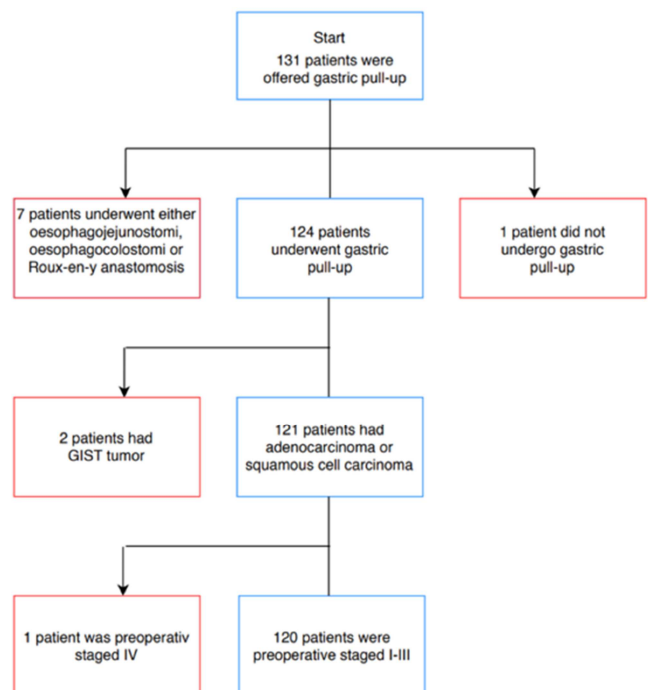 Start
131 patients were
offered gastric pull-up
7 patients underwent either
oesophagojejunostomi,
oesophagocolostomi or
Roux-en-y anastomosis
124 patients
underwent gastric
pull-up
1 patient did not
undergo gastric
pull-up
2 patients had
GIST tumor
121 patients had
adenocarcinoma or
squamous cell carcinoma
1 patient was preoperativ
staged IV
120 patients were
preoperative staged I-III